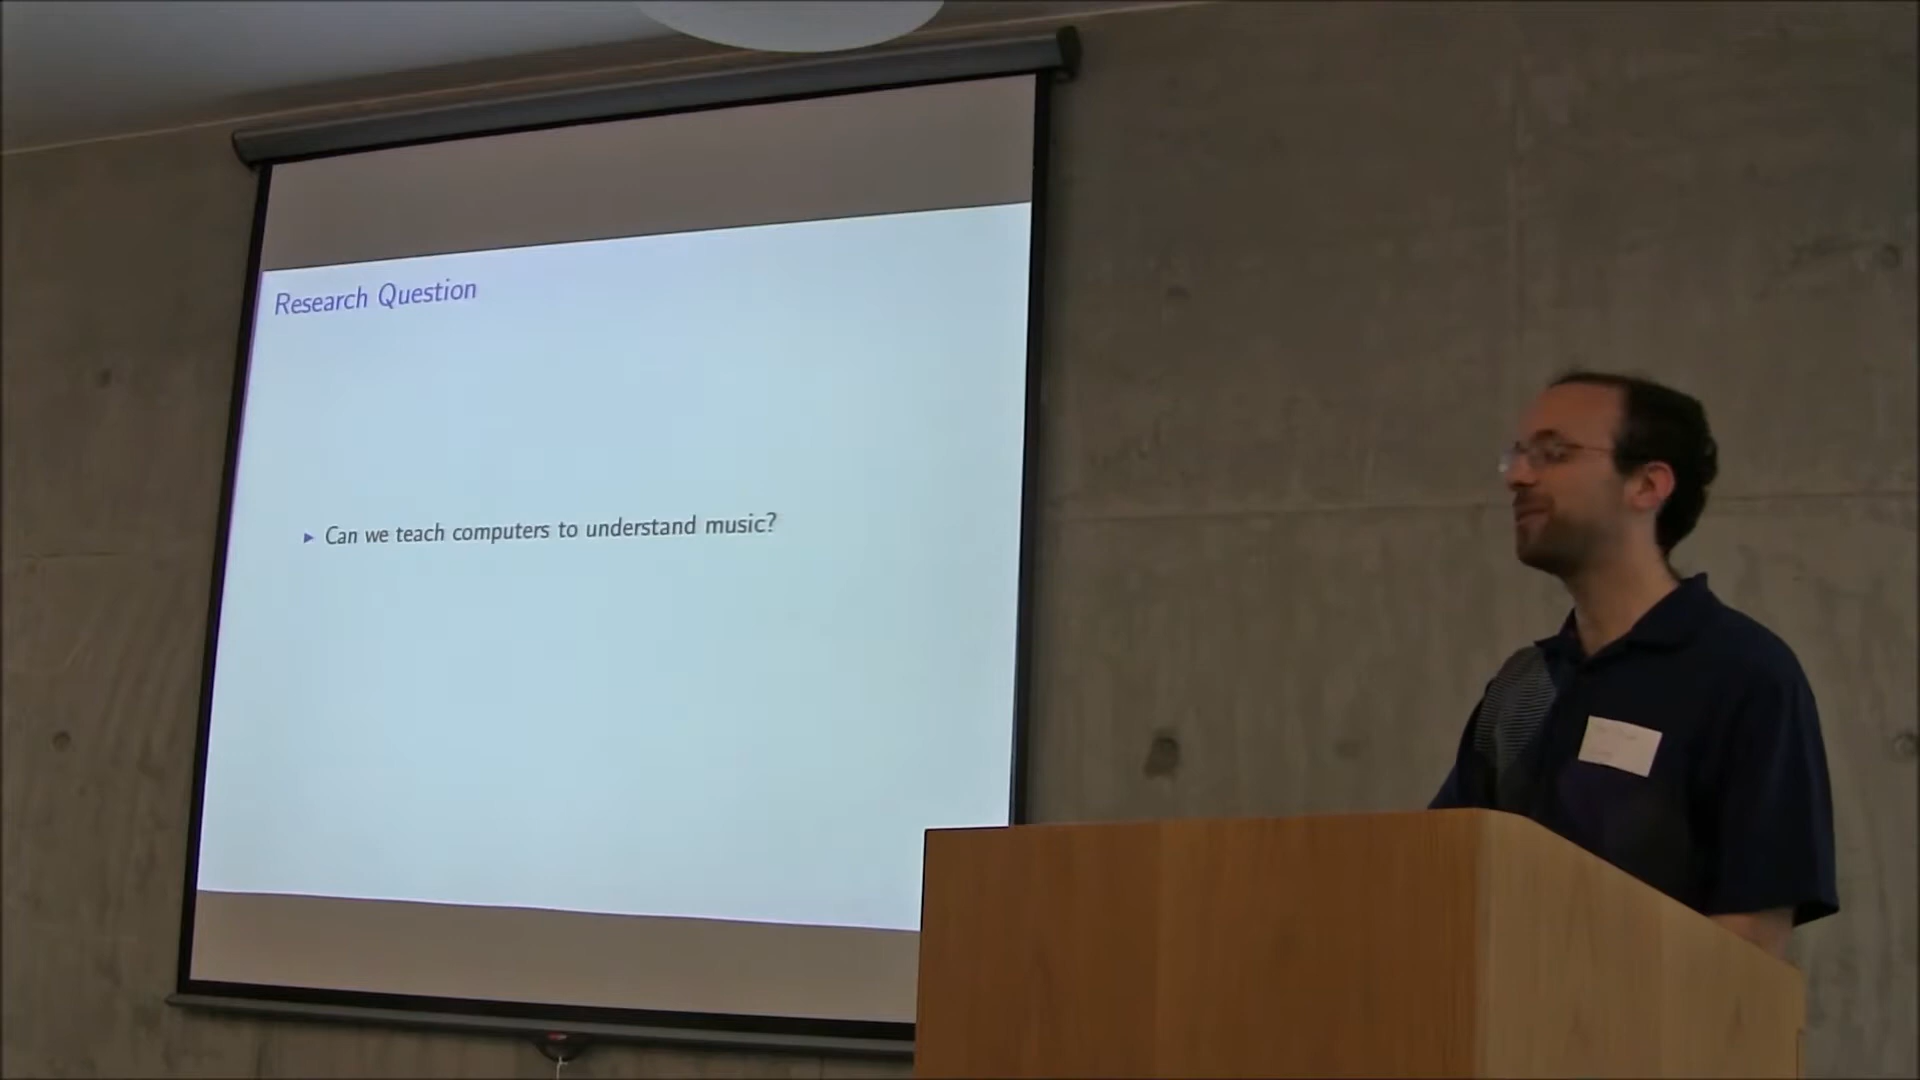 Research Question
Can we teach computers to understand music?